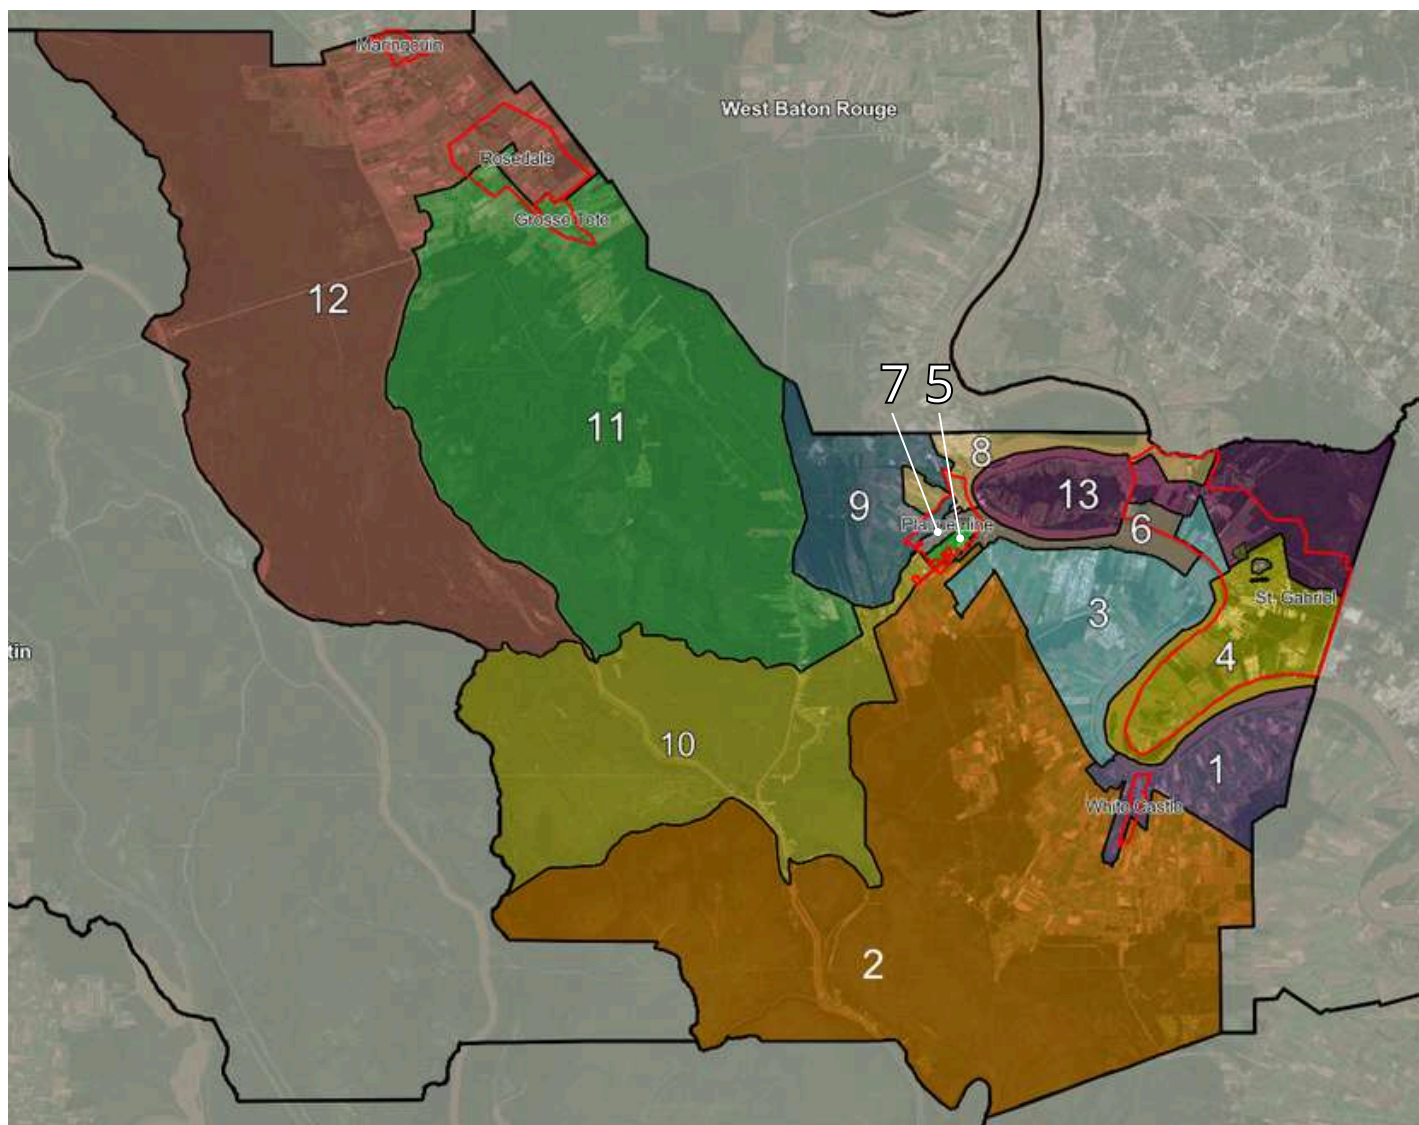 Maringouin
West Baton Rouge
Rosedale
Grosse Tete
12
7 5
11
8
13
9
Plaquemine
6
St. Gabriel
3
tin
4
10
1
White Castle
2